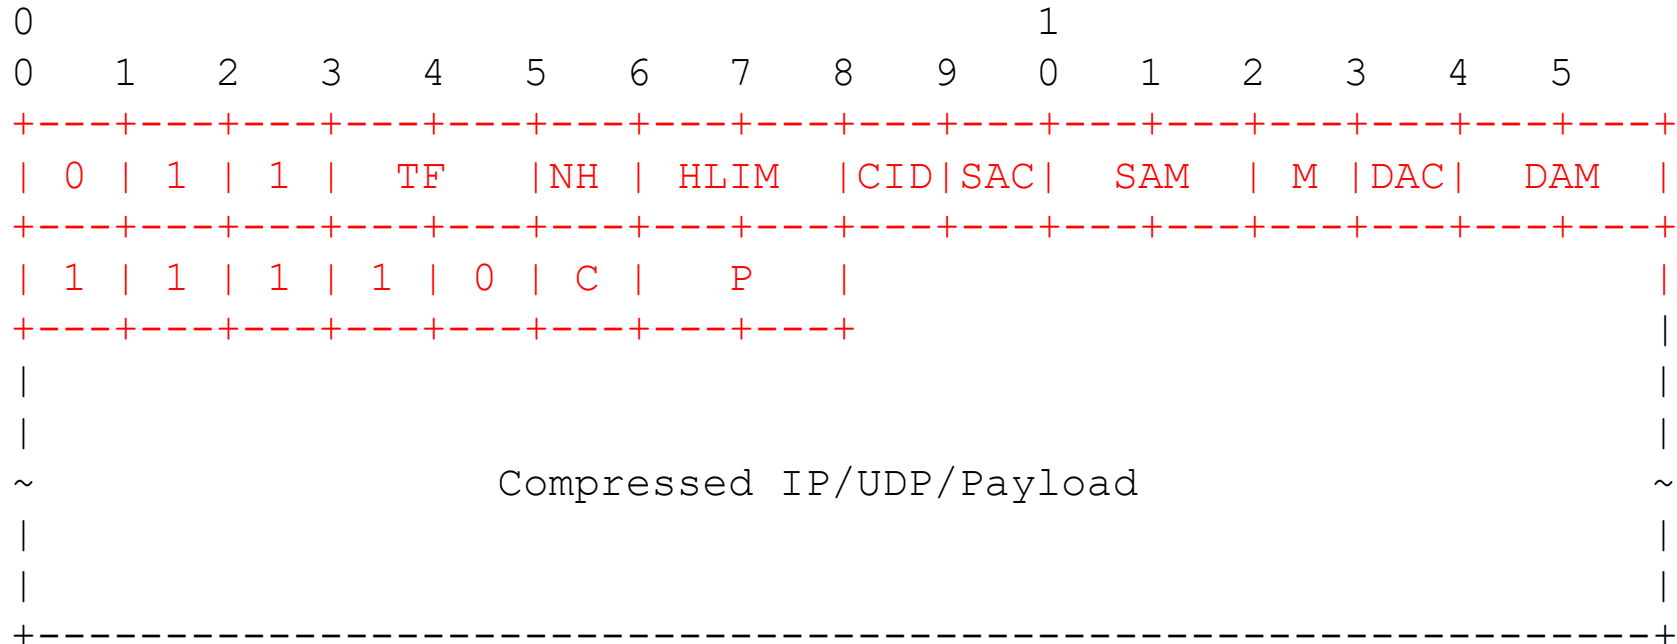 0                   1
0 1 2 3 4 5 6 7 8 9 0 1 2 3 4 5
+---+---+---+---+---+---+---+---+---+---+---+---+---+---+---+---+
| 0 | 1 | 1 |  TF   |NH | HLIM  |CID|SAC|  SAM  | M |DAC|  DAM  |
+---+---+---+---+---+---+---+---+---+---+---+---+---+---+---+---+
| 1 | 1 | 1 | 1 | 0 | C |   P   |                               |
+---+---+---+---+---+---+---+---+                               |
|                                                               |
|                                                               |
~                  Compressed IP/UDP/Payload                    ~
|                                                               |
|                                                               |
+---------------------------------------------------------------+